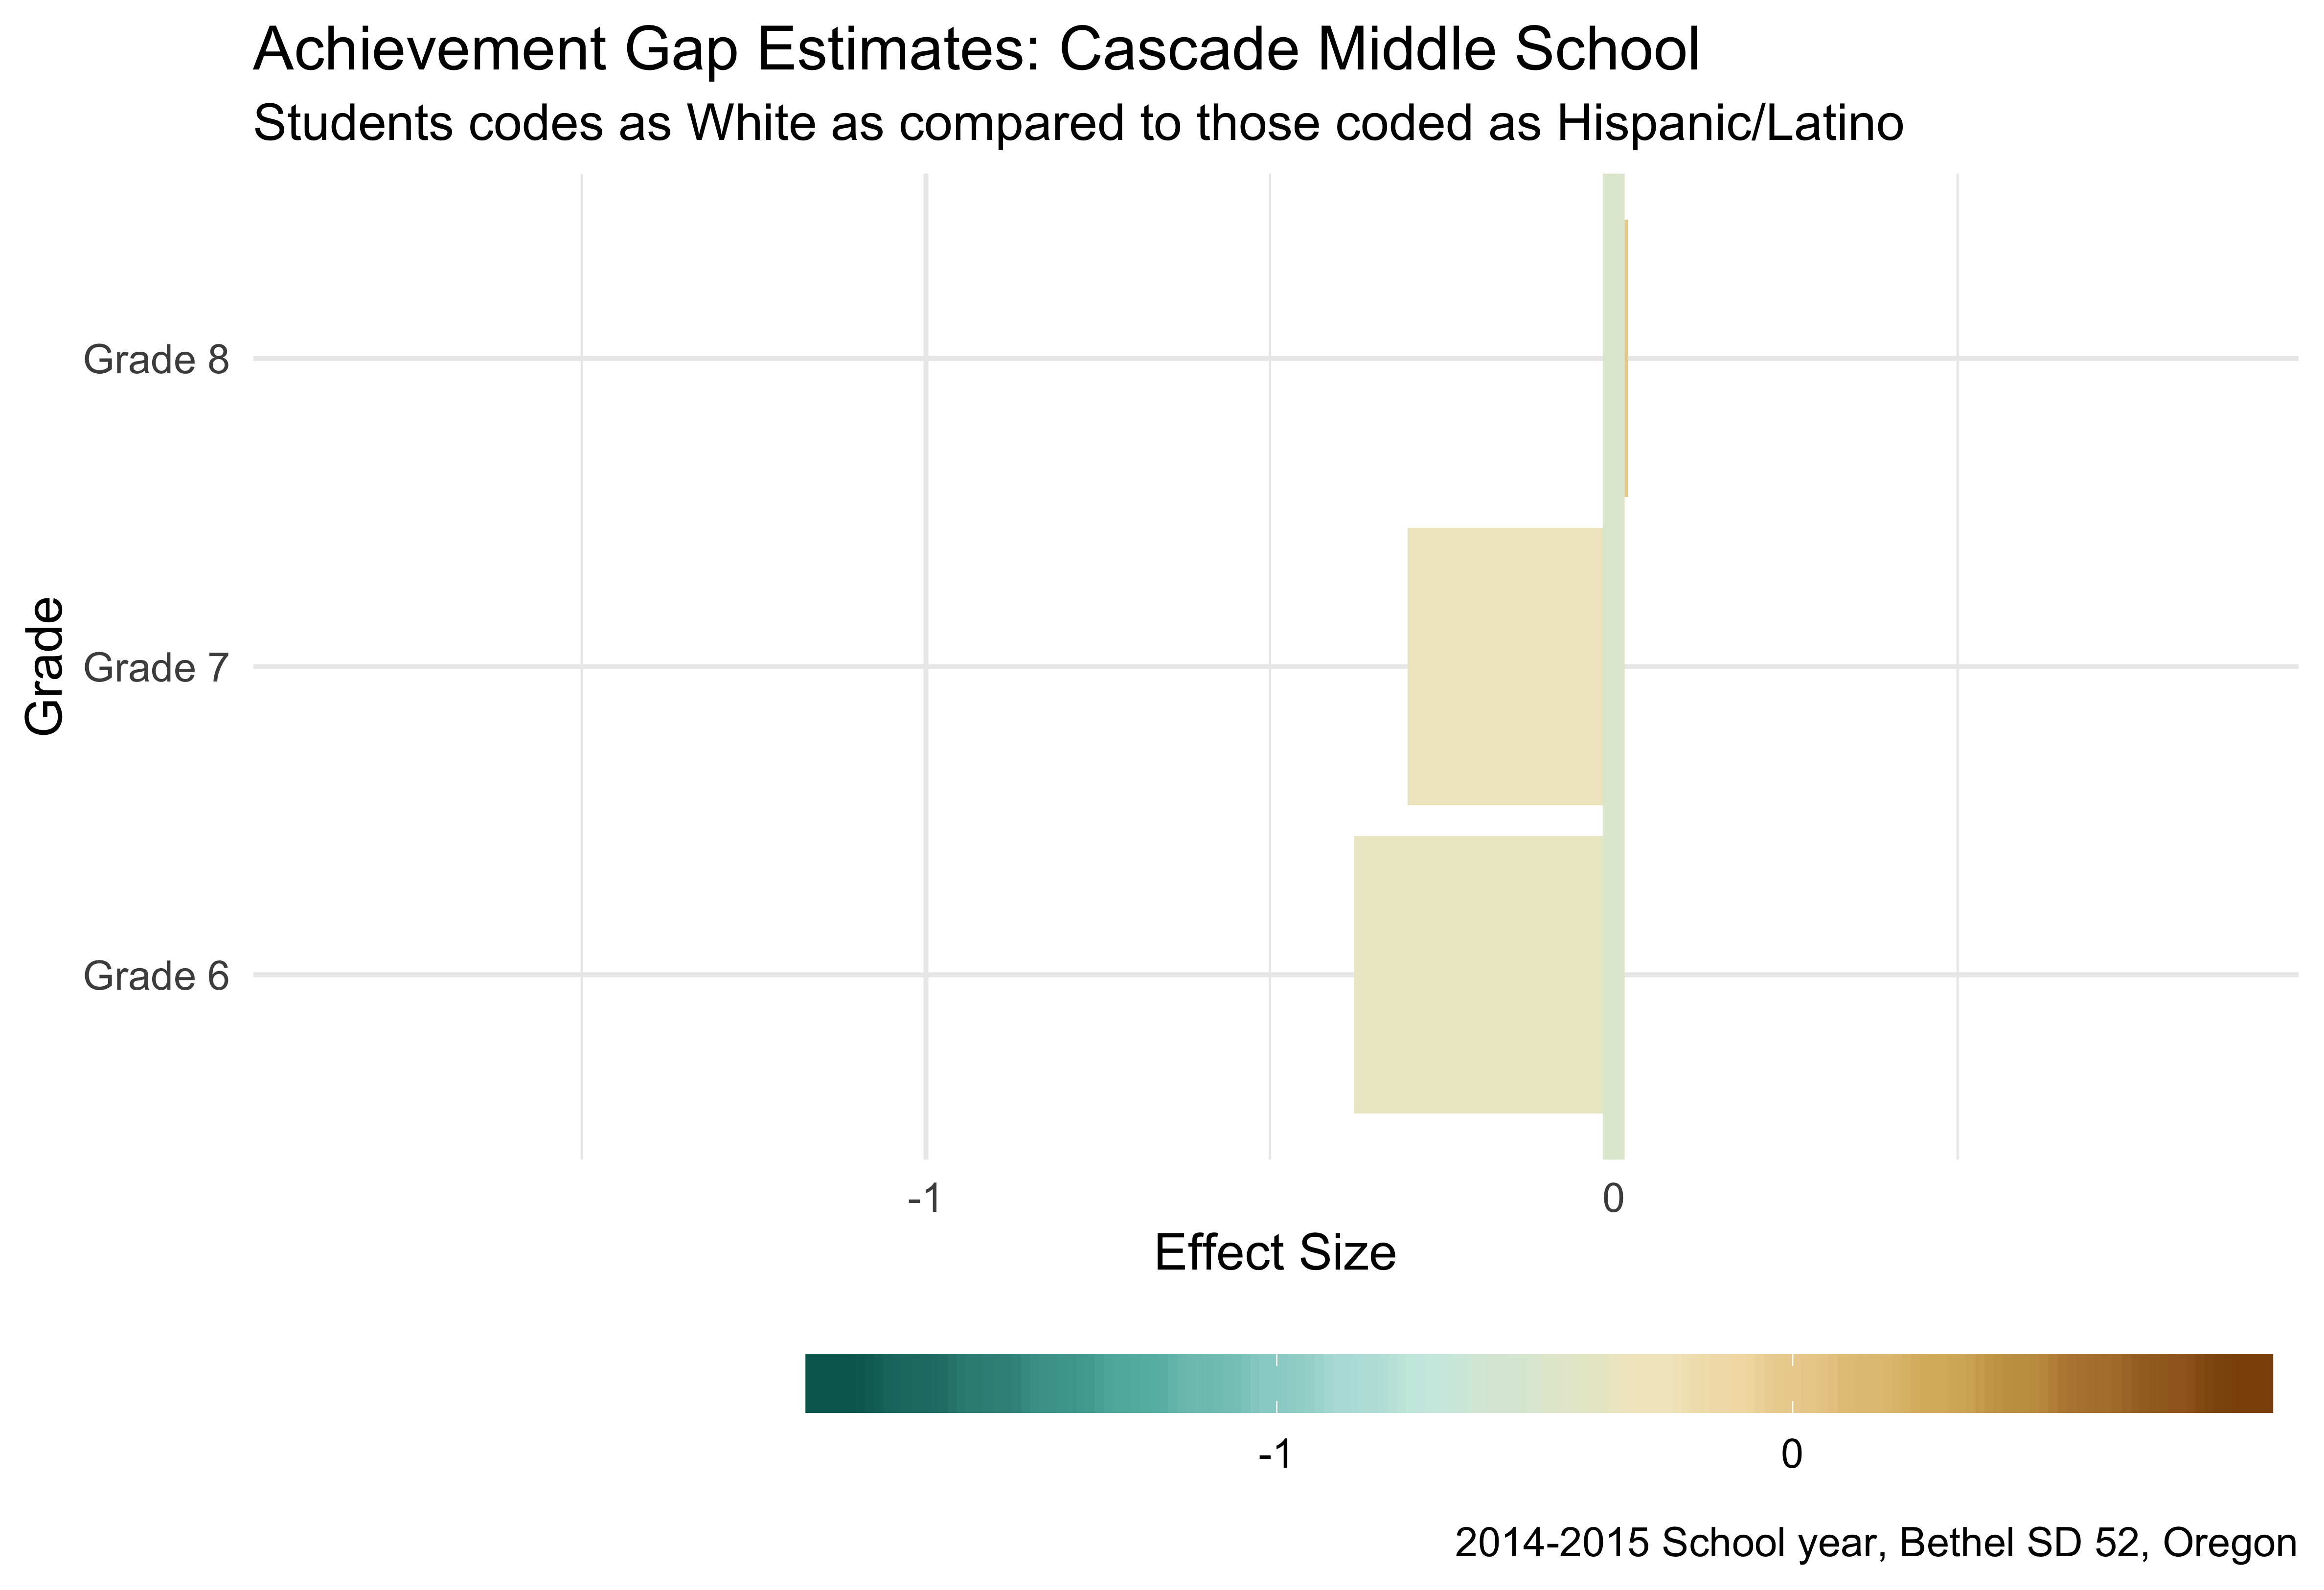 Achievement Gap Estimates: Cascade Middle School
Students codes as White as compared to those coded as Hispanic/Latino
Grade
Grade 8
Grade 7
Grade 6
-1 0
Effect Size
-1 0
2014-2015 School year, Bethel SD 52, Oregon